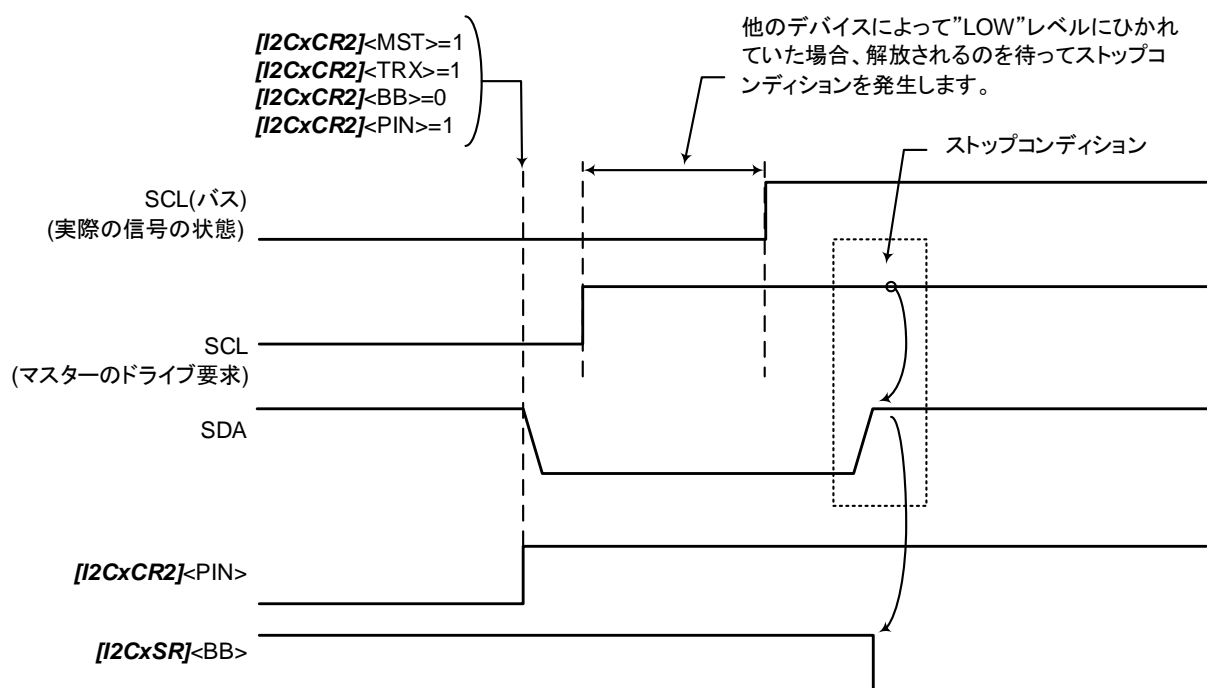 [I2CxCR2]<MST>=1
[I2CxCR2]<TRX>=1
[I2CxCR2]<BB>=0
[I2CxCR2]<PIN>=1
他のデバイスによって”LOW”レベルにひかれ
ていた場合、解放されるのを待ってストップコ
ンディションを発生します。
ストップコンディション
SCL(バス)
(実際の信号の状態)
SCL
(マスターのドライブ要求)
SDA
[I2CxCR2]<PIN>
[I2CxSR]<BB>